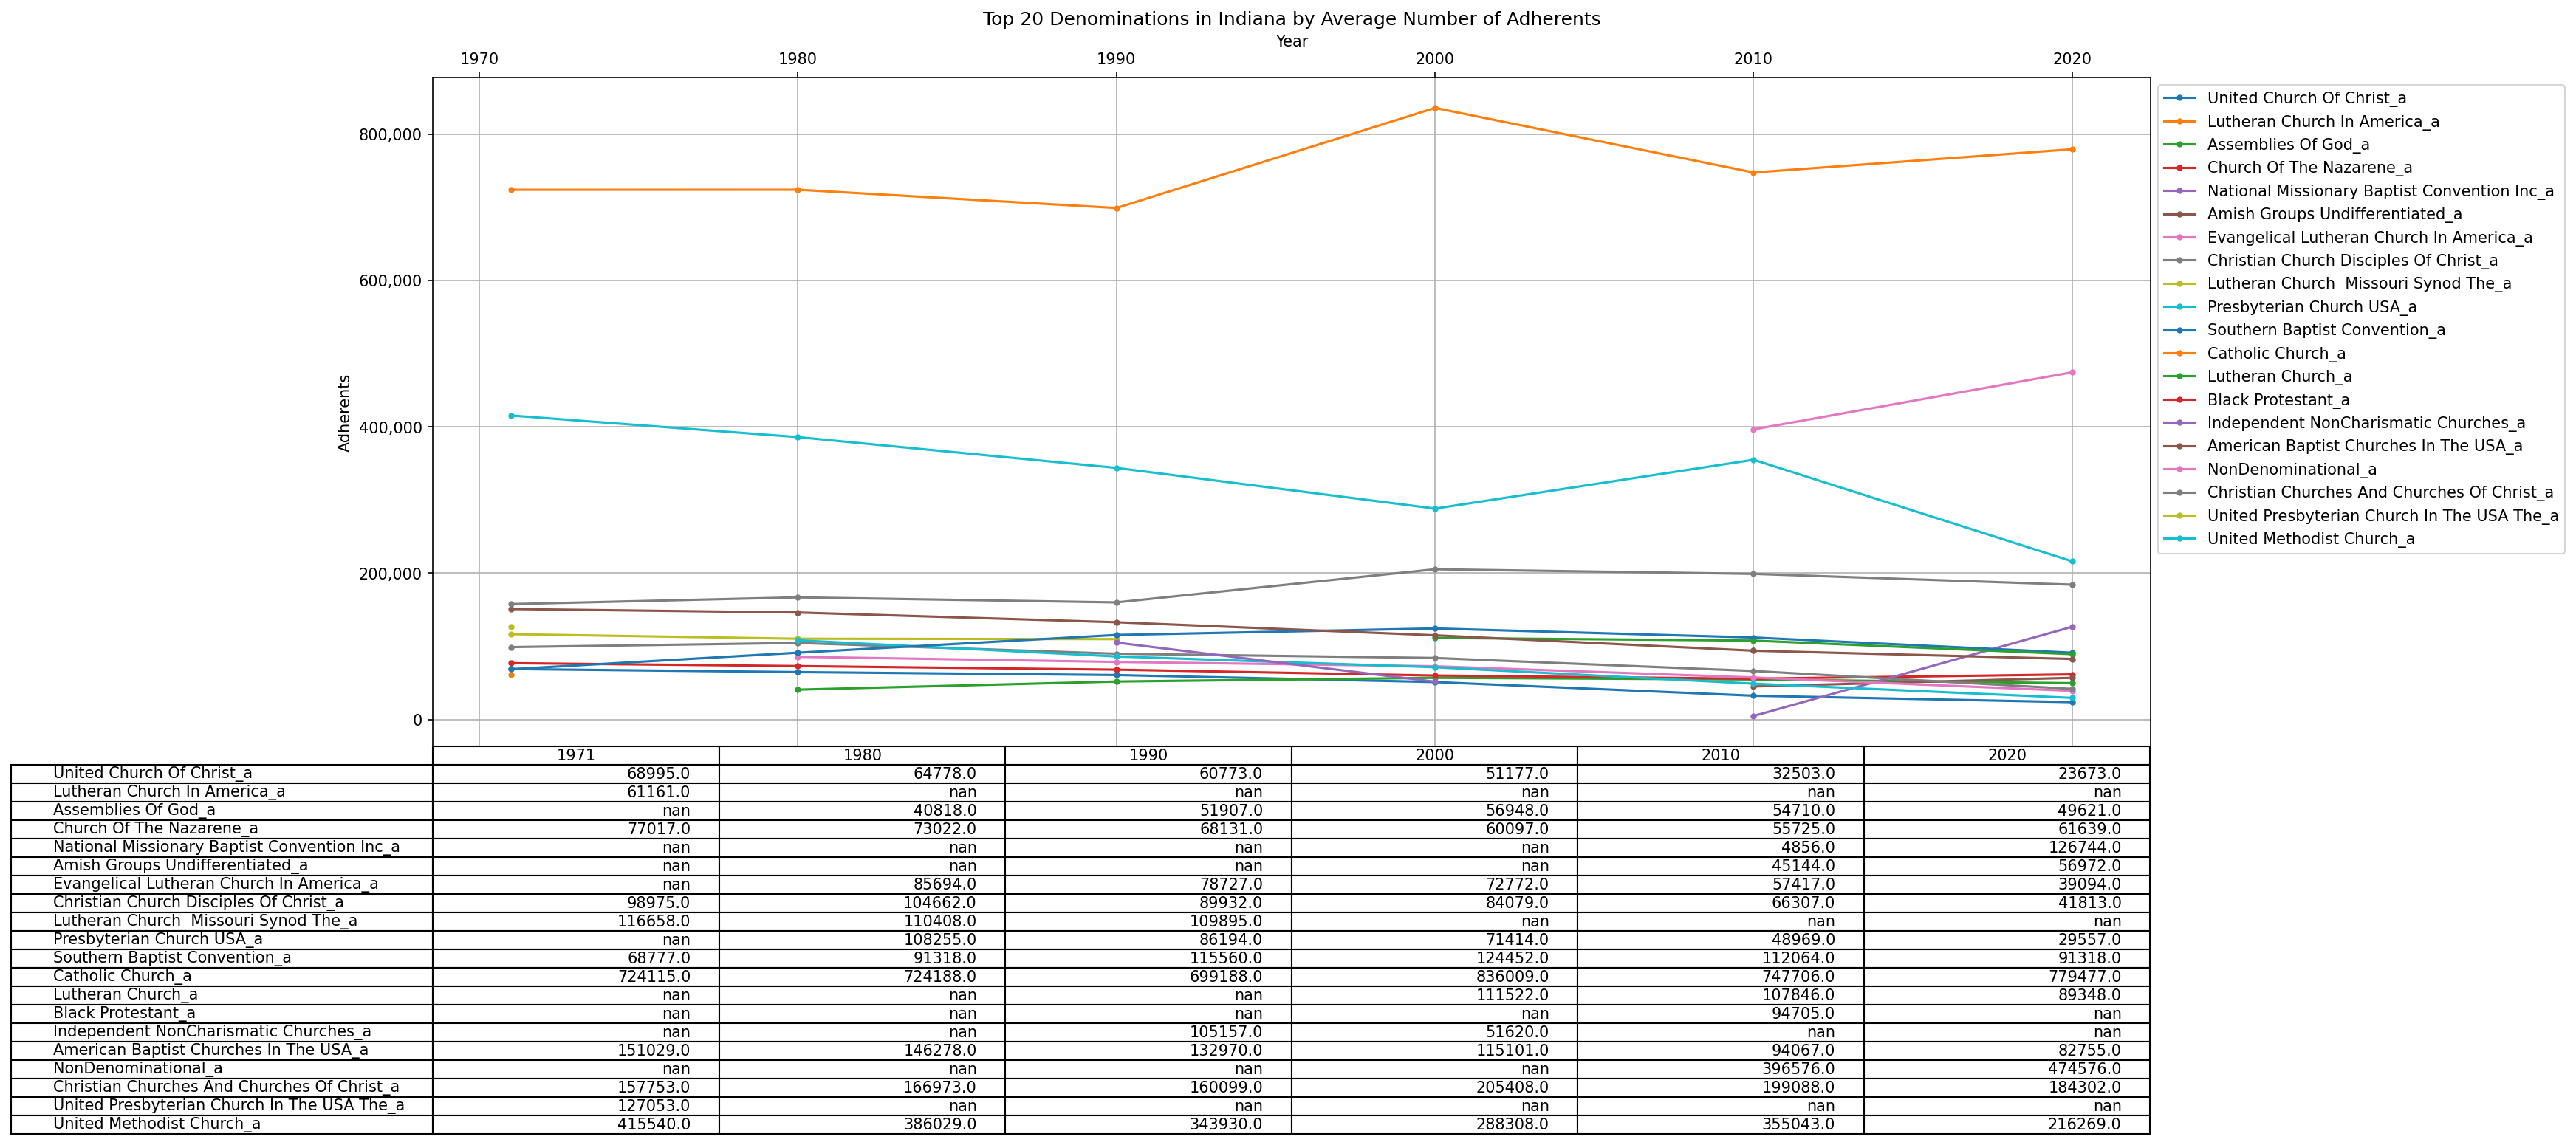 Top 20 Denominations in Indiana by Average Number of Adherents
Year
1970 1980 1990 2000 2010 2020
800,000
600,000
400,000
200,000
0
Adherents
United Church Of Christ_a
Lutheran Church In America_a
Assemblies Of God_a
Church Of The Nazarene_a
National Missionary Baptist Convention Inc_a
Amish Groups Undifferentiated_a
Evangelical Lutheran Church In America_a
Christian Church Disciples Of Christ_a
Lutheran Church  Missouri Synod The_a
Presbyterian Church USA_a
Southern Baptist Convention_a
Catholic Church_a
Lutheran Church_a
Black Protestant_a
Independent NonCharismatic Churches_a
American Baptist Churches In The USA_a
NonDenominational_a
Christian Churches And Churches Of Christ_a
United Presbyterian Church In The USA The_a
United Methodist Church_a
1971 1980 1990 2000 2010 2020
United Church Of Christ_a 68995.0 64778.0 60773.0 51177.0 32503.0 23673.0
Lutheran Church In America_a 61161.0 nan nan nan nan nan
Assemblies Of God_a nan 40818.0 51907.0 56948.0 54710.0 49621.0
Church Of The Nazarene_a 77017.0 73022.0 68131.0 60097.0 55725.0 61639.0
National Missionary Baptist Convention Inc_a nan nan nan nan 4856.0 126744.0
Amish Groups Undifferentiated_a nan nan nan nan 45144.0 56972.0
Evangelical Lutheran Church In America_a nan 85694.0 78727.0 72772.0 57417.0 39094.0
Christian Church Disciples Of Christ_a 98975.0 104662.0 89932.0 84079.0 66307.0 41813.0
Lutheran Church  Missouri Synod The_a 116658.0 110408.0 109895.0 nan nan nan
Presbyterian Church USA_a nan 108255.0 86194.0 71414.0 48969.0 29557.0
Southern Baptist Convention_a 68777.0 91318.0 115560.0 124452.0 112064.0 91318.0
Catholic Church_a 724115.0 724188.0 699188.0 836009.0 747706.0 779477.0
Lutheran Church_a nan nan nan 111522.0 107846.0 89348.0
Black Protestant_a nan nan nan nan 94705.0 nan
Independent NonCharismatic Churches_a nan nan 105157.0 51620.0 nan nan
American Baptist Churches In The USA_a 151029.0 146278.0 132970.0 115101.0 94067.0 82755.0
NonDenominational_a nan nan nan nan 396576.0 474576.0
Christian Churches And Churches Of Christ_a 157753.0 166973.0 160099.0 205408.0 199088.0 184302.0
United Presbyterian Church In The USA The_a 127053.0 nan nan nan nan nan
United Methodist Church_a 415540.0 386029.0 343930.0 288308.0 355043.0 216269.0